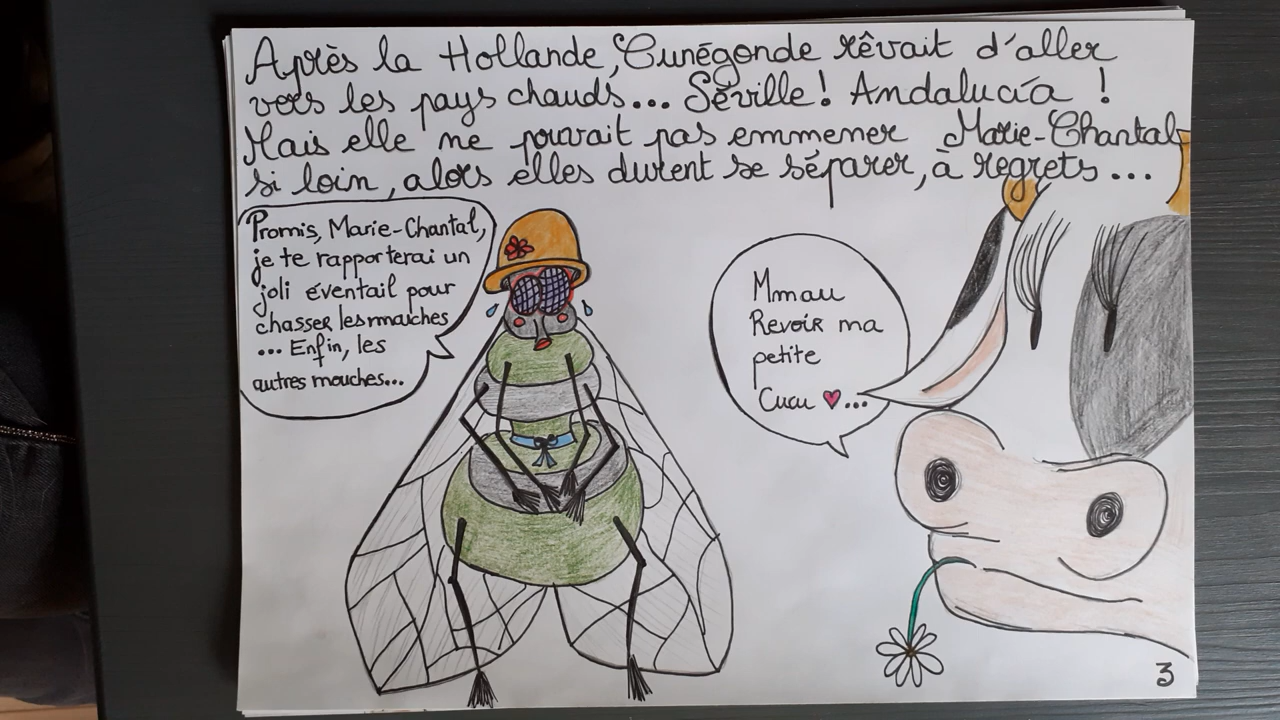 Après la Hollande, Cunégonde rêvait d'aller
vers les pays chauds... Séville! Andalucía !
Mais elle ne pouvait pas emmener Marie-Chantal
si loin, alors elles durent se séparer, à regrets...
Promis, Marie-Chantal,
je te rapporterai un
joli éventail pour
chasser les mouches
... Enfin, les
autres mouches...
Mmau
Revoir ma
petite
Cucu ♥...
3